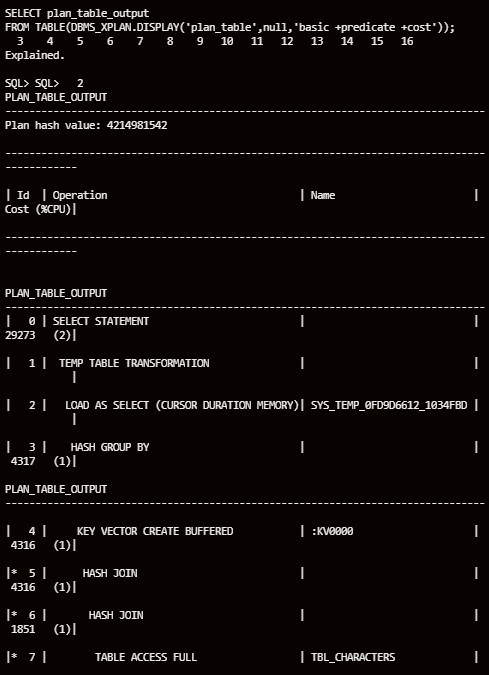 SELECT plan_table_output
FROM TABLE(DBMS_XPLAN.DISPLAY('plan_table',null,'basic +predicate +cost'));
  3    4    5    6    7    8    9   10   11   12   13   14   15   16
Explained.
SQL> SQL>   2
PLAN_TABLE_OUTPUT
--------------------------------------------------------------------------------
Plan hash value: 4214981542
--------------------------------------------------------------------------------
------------
| Id  | Operation                                | Name                       |
Cost (%CPU)|
--------------------------------------------------------------------------------
------------
PLAN_TABLE_OUTPUT
--------------------------------------------------------------------------------
|   0 | SELECT STATEMENT                         |                            |
29273   (2)|
|   1 |  TEMP TABLE TRANSFORMATION               |                            |
           |
|   2 |   LOAD AS SELECT (CURSOR DURATION MEMORY)| SYS_TEMP_0FD9D6612_1034FBD |
           |
|   3 |    HASH GROUP BY                         |                            |
 4317   (1)|
PLAN_TABLE_OUTPUT
--------------------------------------------------------------------------------
|   4 |     KEY VECTOR CREATE BUFFERED           | :KV0000                    |
 4316   (1)|
|*  5 |      HASH JOIN                           |                            |
 4316   (1)|
|*  6 |       HASH JOIN                          |                            |
 1851   (1)|
|*  7 |        TABLE ACCESS FULL                 | TBL_CHARACTERS             |